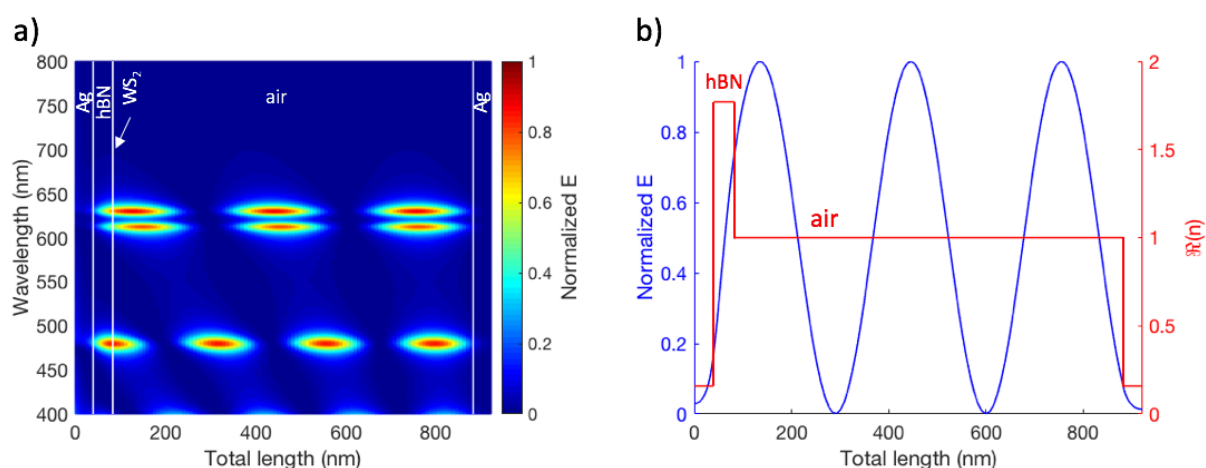 a)
800
750
700
650
600
550
500
450
400
Wavelength (nm)
Ag
hBN
WS₂
air
Ag
0 200 400 600 800
Total length (nm)
1
0.8
0.6
0.4
0.2
0
Normalized E
b)
1
0.8
0.6
0.4
0.2
0
Normalized E
hBN
air
0 200 400 600 800
Total length (nm)
2
1.5
1
0.5
0
ℜ(n)